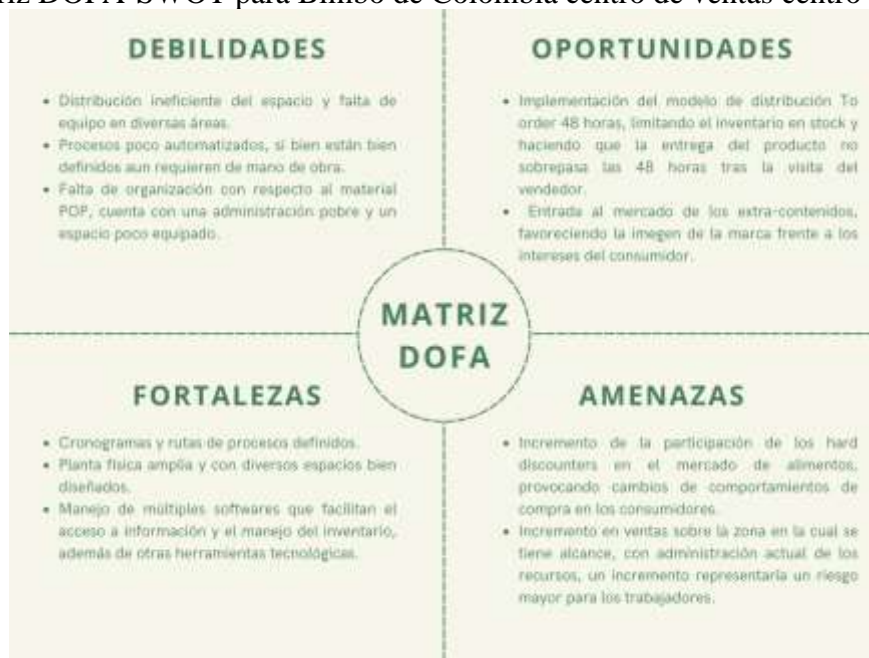 riz DOFA-SWOT para Bimbo de Colombia centro de ventas centro
DEBILIDADES
• Distribución ineficiente del espacio y falta de
equipo en diversas áreas.
• Procesos poco automatizados, si bien están bien
definidos aun requieren de mano de obra.
• Falta de organización con respecto al material
POP, cuenta con una administración pobre y un
espacio poco equipado.
OPORTUNIDADES
• Implementación del modelo de distribución To
order 48 horas, limitando el inventario en stock y
haciendo que la entrega del producto no
sobrepasa las 48 horas tras la visita del
vendedor.
• Entrada al mercado de los extra-contenidos,
favoreciendo la imegen de la marca frente a los
intereses del consumidor.
MATRIZ
DOFA
FORTALEZAS
• Cronogramas y rutas de procesos definidos.
• Planta física amplia y con diversos espacios bien
diseñados.
• Manejo de múltiples softwares que facilitan el
acceso a información y el manejo del inventario,
además de otras herramientas tecnológicas.
AMENAZAS
• Incremento de la participación de los hard
discounters en el mercado de alimentos,
provocando cambios de comportamientos de
compra en los consumidores.
• Incremento en ventas sobre la zona en la cual se
tiene alcance, con administración actual de los
recursos, un incremento representaría un riesgo
mayor para los trabajadores.